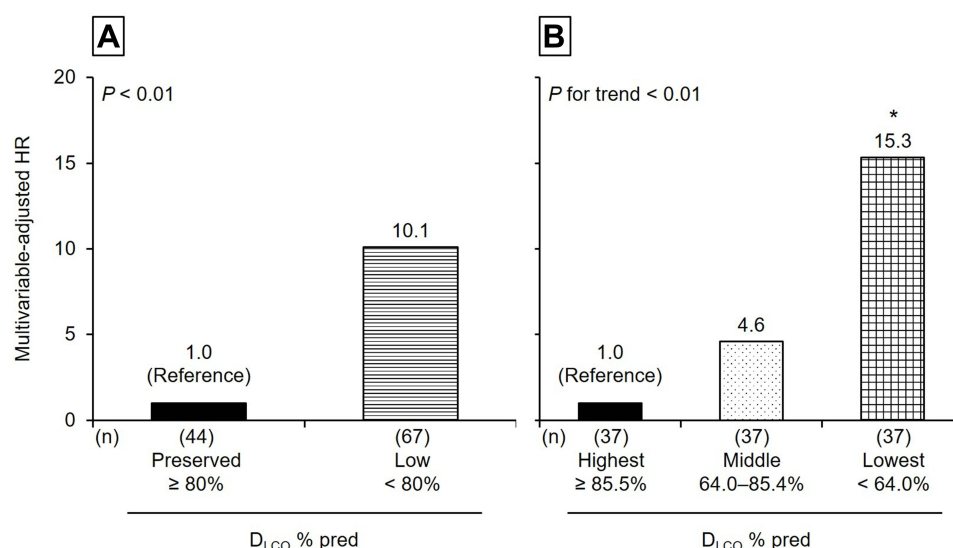 A
B
Multivariable-adjusted HR
20
15
10
5
0
P < 0.01
1.0
(Reference)
10.1
(n) (44) (67)
Preserved Low
≥ 80% < 80%
DLCO % pred
P for trend < 0.01
*
15.3
4.6
1.0
(Reference)
(n) (37) (37) (37)
Highest Middle Lowest
≥ 85.5% 64.0–85.4% < 64.0%
DLCO % pred